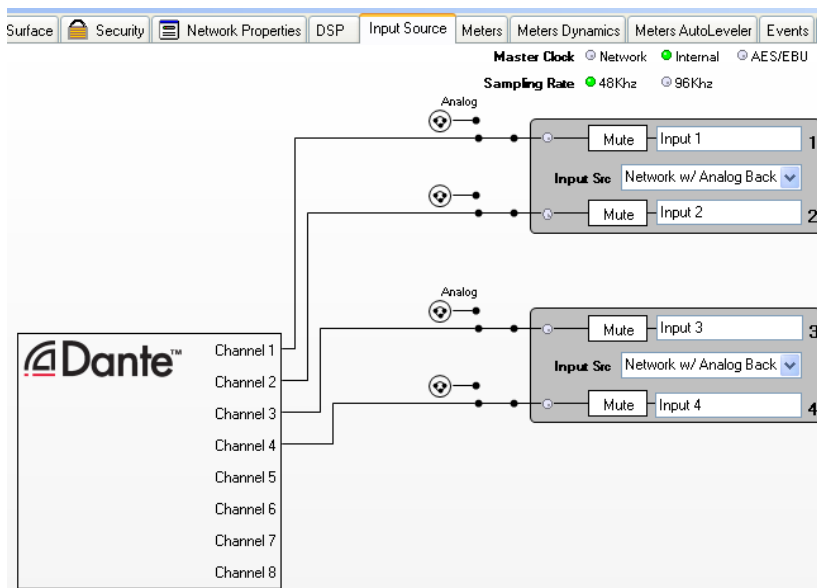 Surface Security Network Properties DSP Input Source Meters Meters Dynamics Meters AutoLeveler Events
Master Clock Network Internal AES/EBU
Sampling Rate 48Khz 96Khz
Analog
Mute Input 1 1
Input Src Network w/ Analog Back
Mute Input 2 2
Analog
Mute Input 3 3
Input Src Network w/ Analog Back
Mute Input 4 4
Dante™
Channel 1
Channel 2
Channel 3
Channel 4
Channel 5
Channel 6
Channel 7
Channel 8